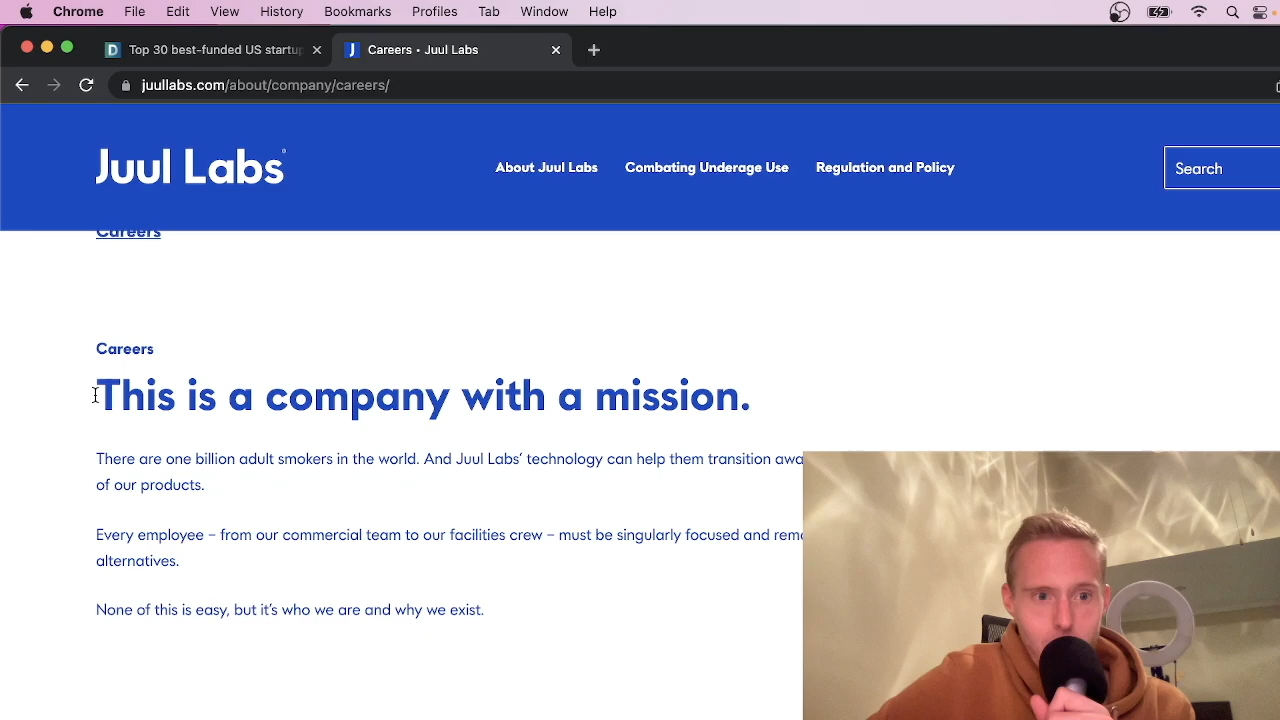 Chrome File Edit View History Bookmarks Profiles Tab Window Help
D Top 30 best-funded US startu J Careers • Juul Labs
juullabs.com/about/company/careers/
Juul Labs About Juul Labs Combating Underage Use Regulation and Policy Search
Careers
Careers
This is a company with a mission.
There are one billion adult smokers in the world. And Juul Labs’ technology can help them transition awa
of our products.
Every employee – from our commercial team to our facilities crew – must be singularly focused and rem
alternatives.
None of this is easy, but it’s who we are and why we exist.